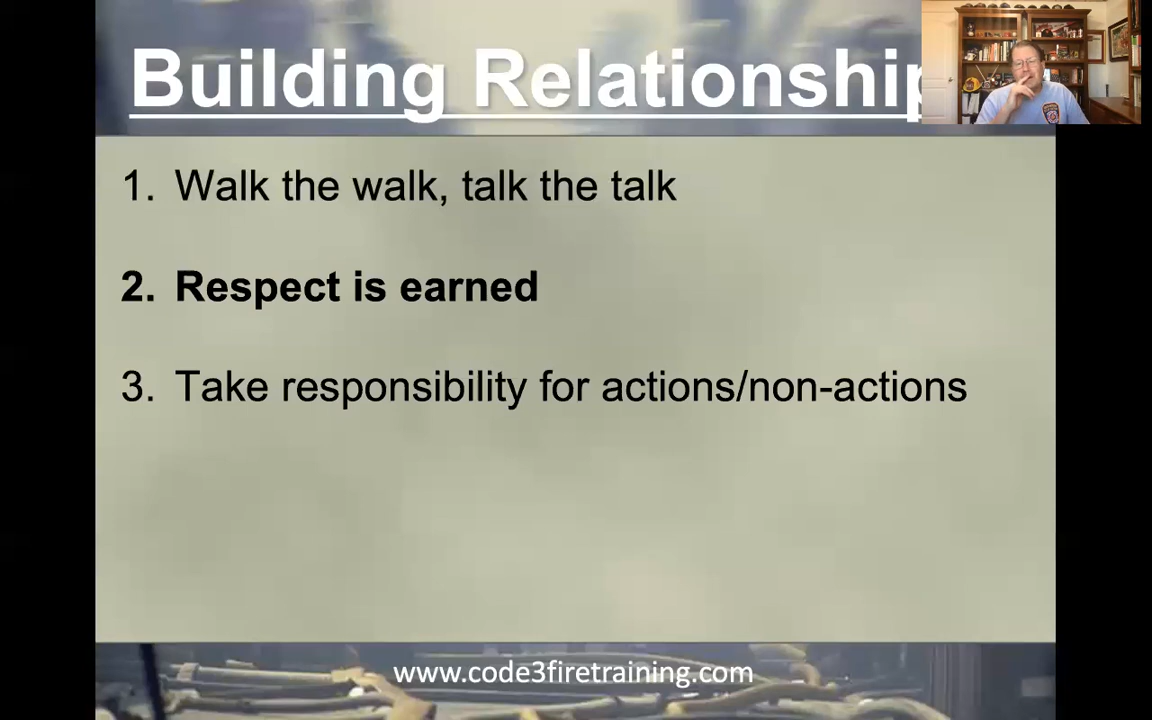 Building Relationship
1. Walk the walk, talk the talk
2. Respect is earned
3. Take responsibility for actions/non-actions
www.code3firetraining.com